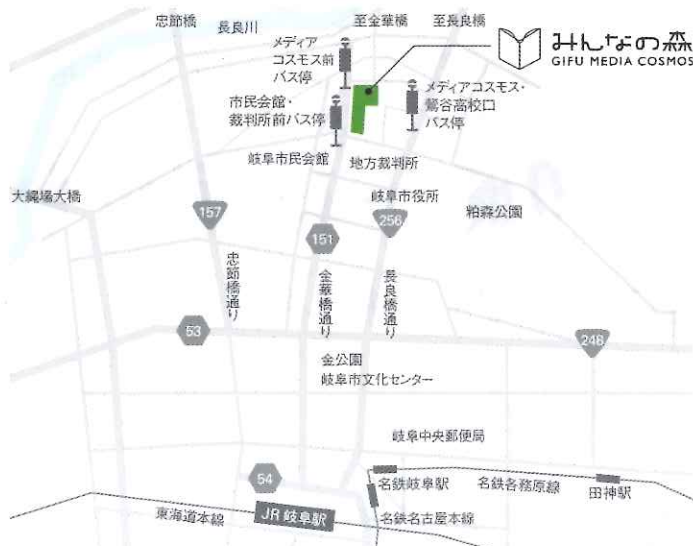 忠節橋
長良川
至金華橋
至長良橋
みんなの森
GIFU MEDIA COSMOS
メディア
コスモス前
バス停
市民会館・
裁判所前バス停
メディアコスモス・
鶯谷高校口
バス停
岐阜市民会館
地方裁判所
大縄場大橋
岐阜市役所
粕森公園
157
151
256
忠節橋通り
金華橋通り
長良橋通り
53
248
金公園
岐阜市文化センター
岐阜中央郵便局
54
名鉄岐阜駅
名鉄各務原線
田神駅
東海道本線
JR 岐阜駅
名鉄名古屋本線